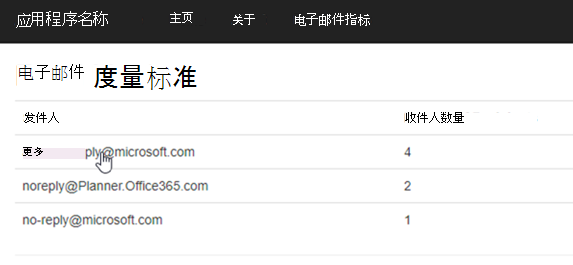 应用程序名称 主页 关于 电子邮件指标
电子邮件 度量标准
发件人 收件人数量
更多 ply@microsoft.com 4
noreply@Planner.Office365.com 2
no-reply@microsoft.com 1